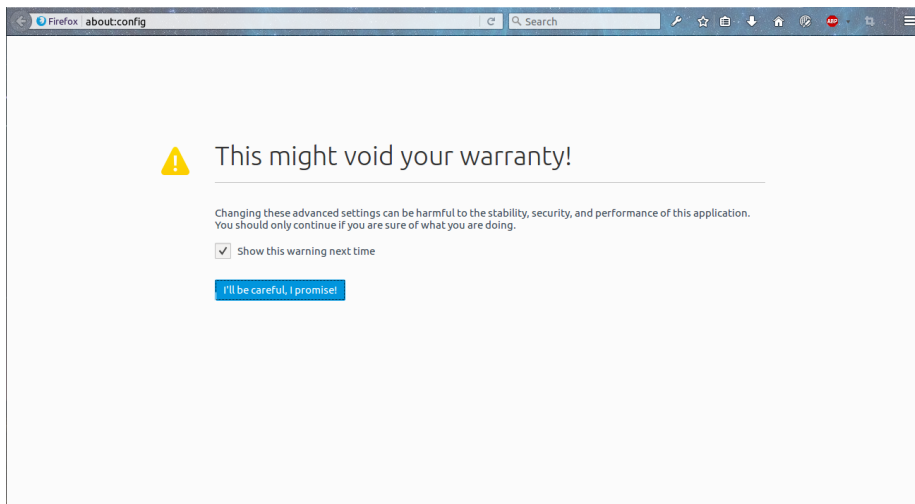 Firefox about:config Search ABP
This might void your warranty!
Changing these advanced settings can be harmful to the stability, security, and performance of this application.
You should only continue if you are sure of what you are doing.
Show this warning next time
I'll be careful, I promise!